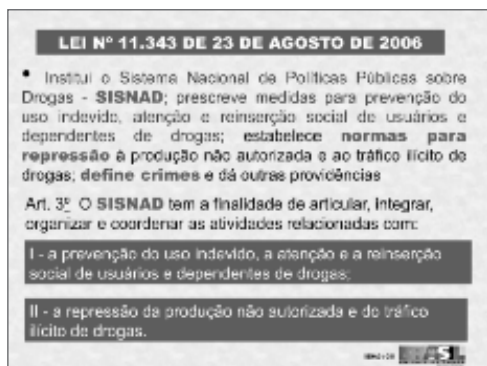 LEI Nº 11.343 DE 23 DE AGOSTO DE 2006
• Institui o Sistema Nacional de Políticas Públicas sobre
Drogas - SISNAD; prescreve medidas para prevenção do
uso indevido, atenção e reinserção social de usuários e
dependentes de drogas; estabelece normas para
repressão à produção não autorizada e ao tráfico ilícito de
drogas; define crimes e dá outras providências
Art. 3º O SISNAD tem a finalidade de articular, integrar,
organizar e coordenar as atividades relacionadas com:
I - a prevenção do uso indevido, a atenção e a reinserção
social de usuários e dependentes de drogas;
II - a repressão da produção não autorizada e do tráfico
ilícito de drogas.
BRASIL